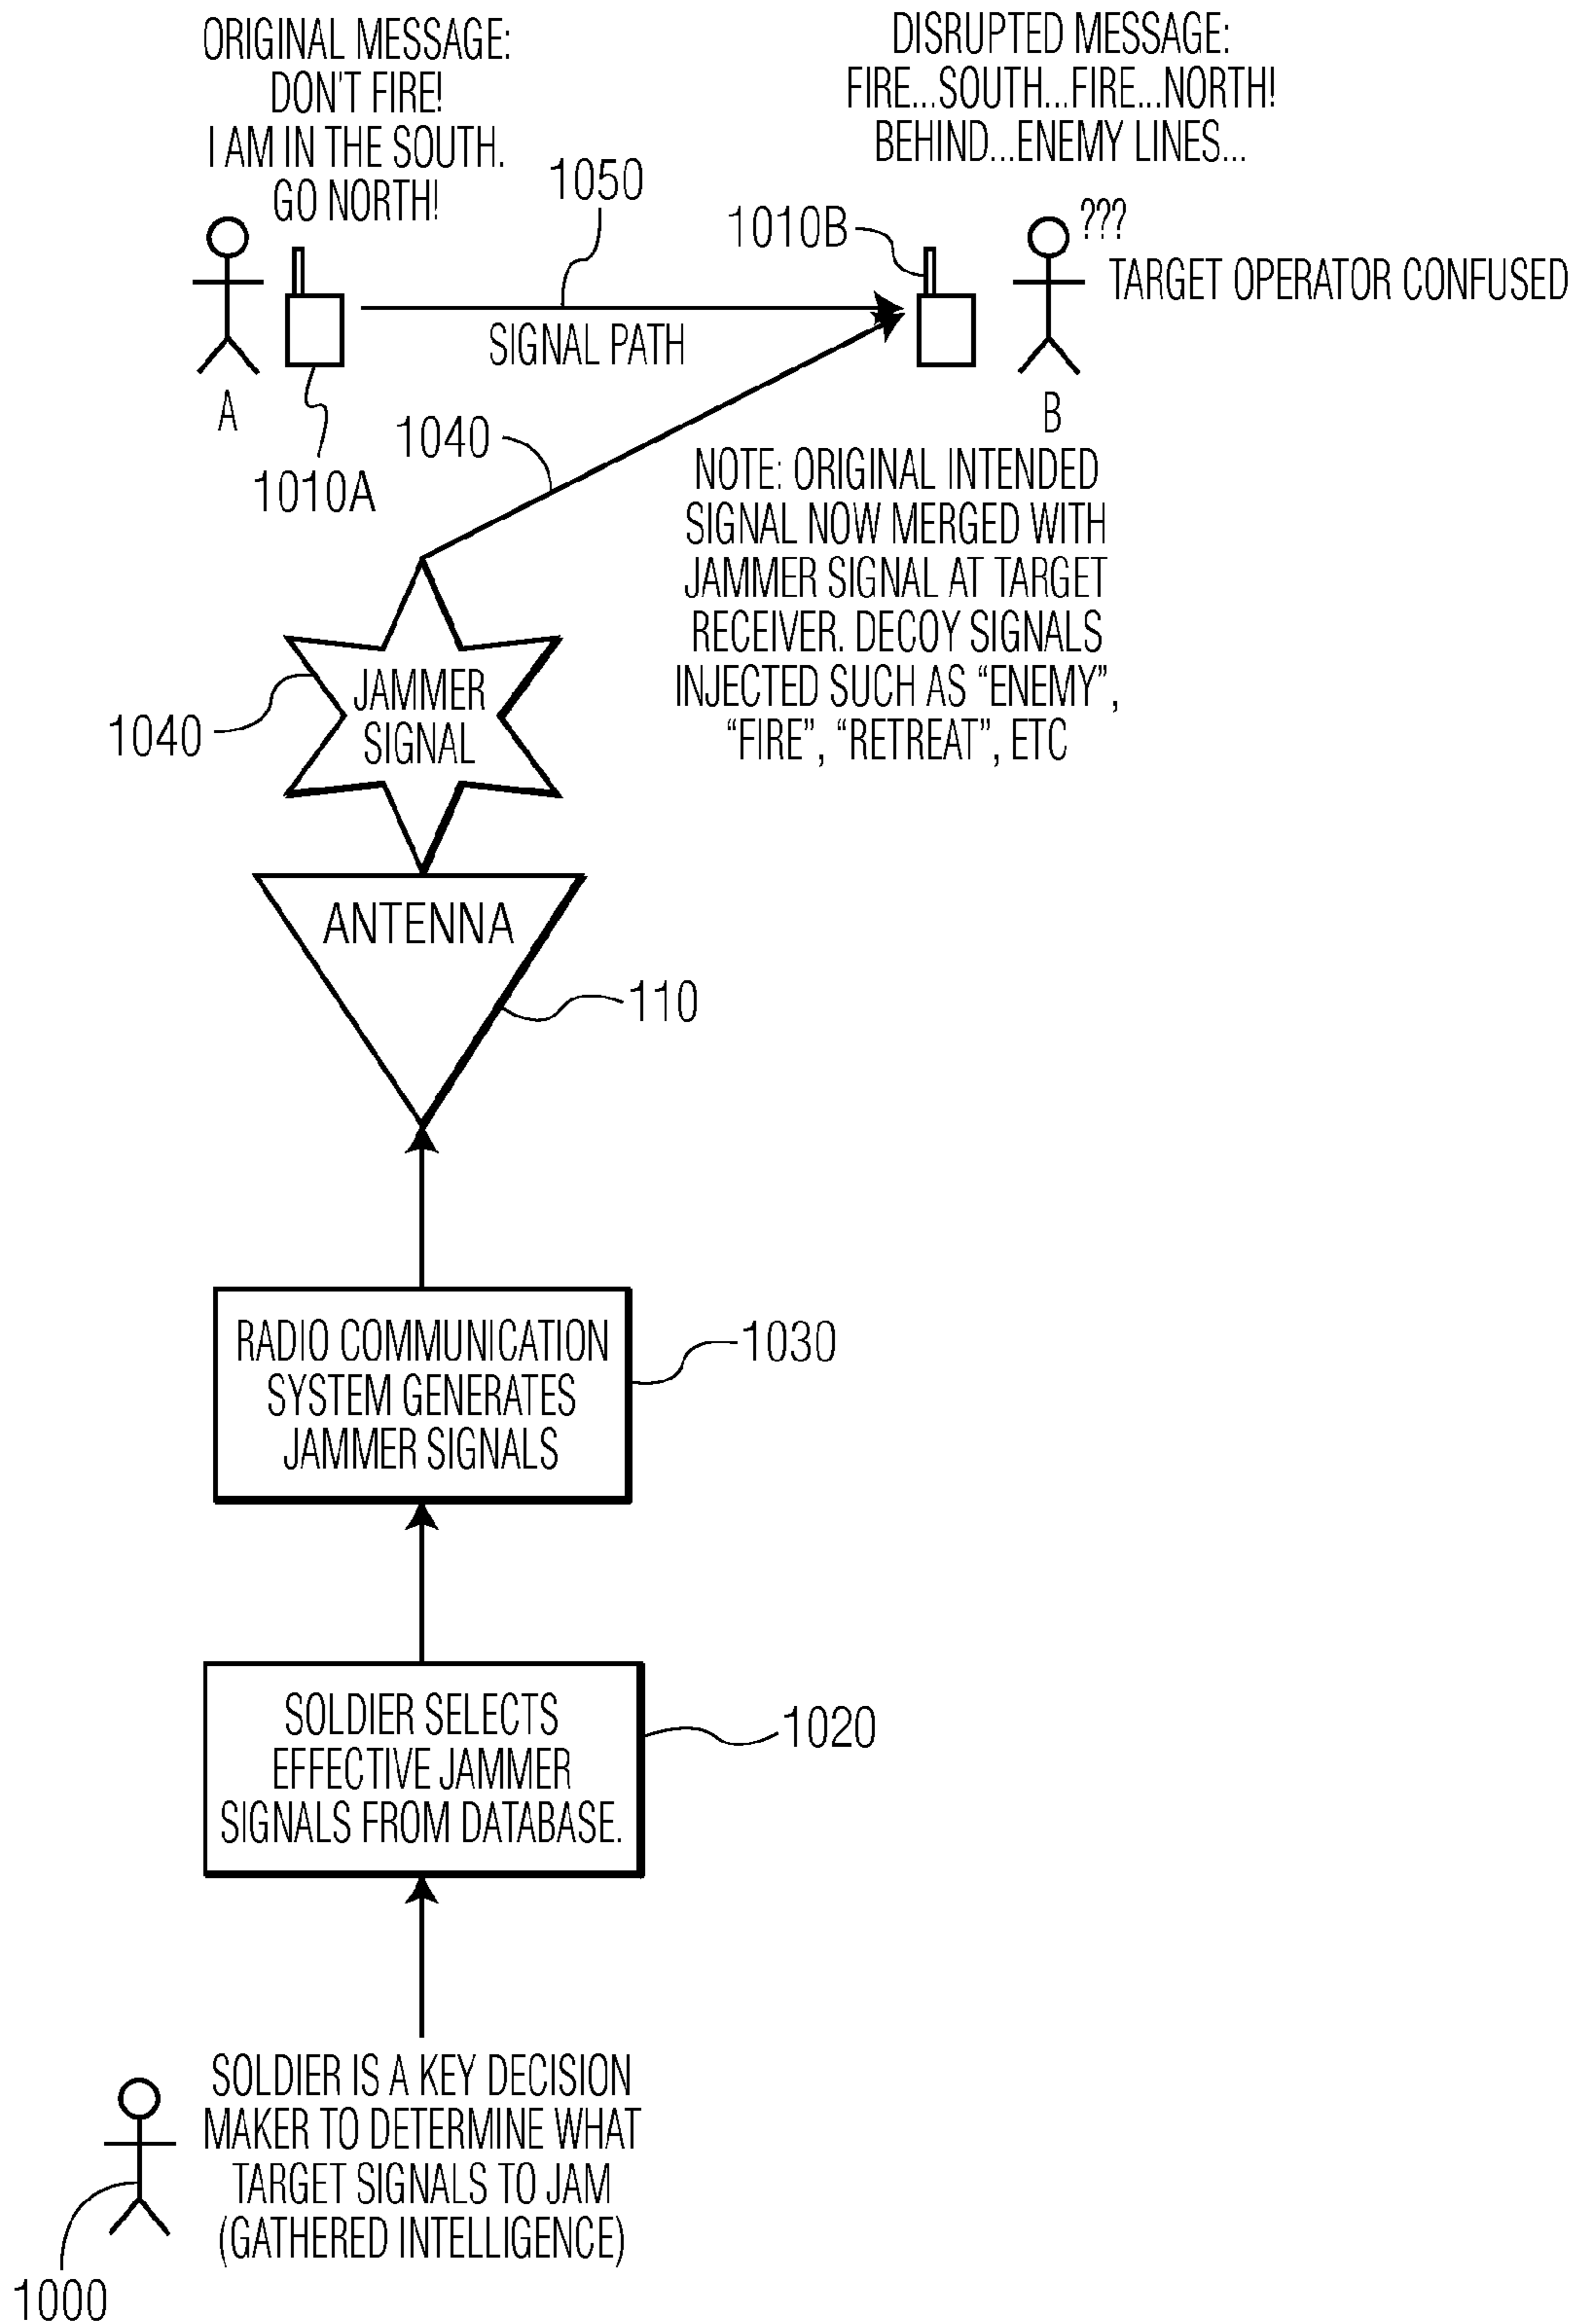 ORIGINAL MESSAGE:
DON'T FIRE!
I AM IN THE SOUTH.
GO NORTH!
DISRUPTED MESSAGE:
FIRE...SOUTH...FIRE...NORTH!
BEHIND...ENEMY LINES...
1050
1010B
???
TARGET OPERATOR CONFUSED
SIGNAL PATH
A
B
1040
1010A
NOTE: ORIGINAL INTENDED
SIGNAL NOW MERGED WITH
JAMMER SIGNAL AT TARGET
RECEIVER. DECOY SIGNALS
INJECTED SUCH AS “ENEMY”,
“FIRE”, “RETREAT”, ETC
JAMMER
SIGNAL
1040
ANTENNA
110
RADIO COMMUNICATION
SYSTEM GENERATES
JAMMER SIGNALS
1030
SOLDIER SELECTS
EFFECTIVE JAMMER
SIGNALS FROM DATABASE.
1020
SOLDIER IS A KEY DECISION
MAKER TO DETERMINE WHAT
TARGET SIGNALS TO JAM
(GATHERED INTELLIGENCE)
1000